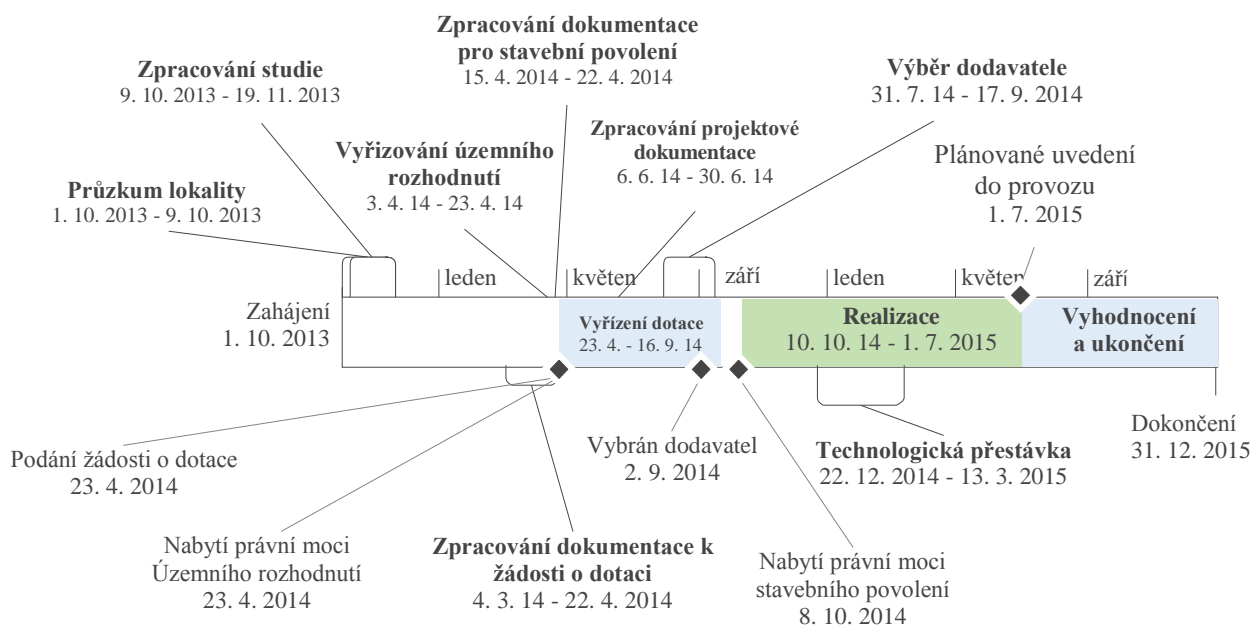 Zpracování dokumentace
pro stavební povolení
15. 4. 2014 - 22. 4. 2014
Zpracování studie
9. 10. 2013 - 19. 11. 2013
Výběr dodavatele
31. 7. 14 - 17. 9. 2014
Zpracování projektové
dokumentace
6. 6. 14 - 30. 6. 14
Vyřizování územního
rozhodnutí
3. 4. 14 - 23. 4. 14
Plánované uvedení
do provozu
1. 7. 2015
Průzkum lokality
1. 10. 2013 - 9. 10. 2013
leden
květen
září
leden
květen
září
Zahájení
1. 10. 2013
Vyřízení dotace
23. 4. - 16. 9. 14
Realizace
10. 10. 14 - 1. 7. 2015
Vyhodnocení
a ukončení
Dokončení
31. 12. 2015
Podání žádosti o dotace
23. 4. 2014
Vybrán dodavatel
2. 9. 2014
Technologická přestávka
22. 12. 2014 - 13. 3. 2015
Nabytí právní moci
Územního rozhodnutí
23. 4. 2014
Zpracování dokumentace k
žádosti o dotaci
4. 3. 14 - 22. 4. 2014
Nabytí právní moci
stavebního povolení
8. 10. 2014